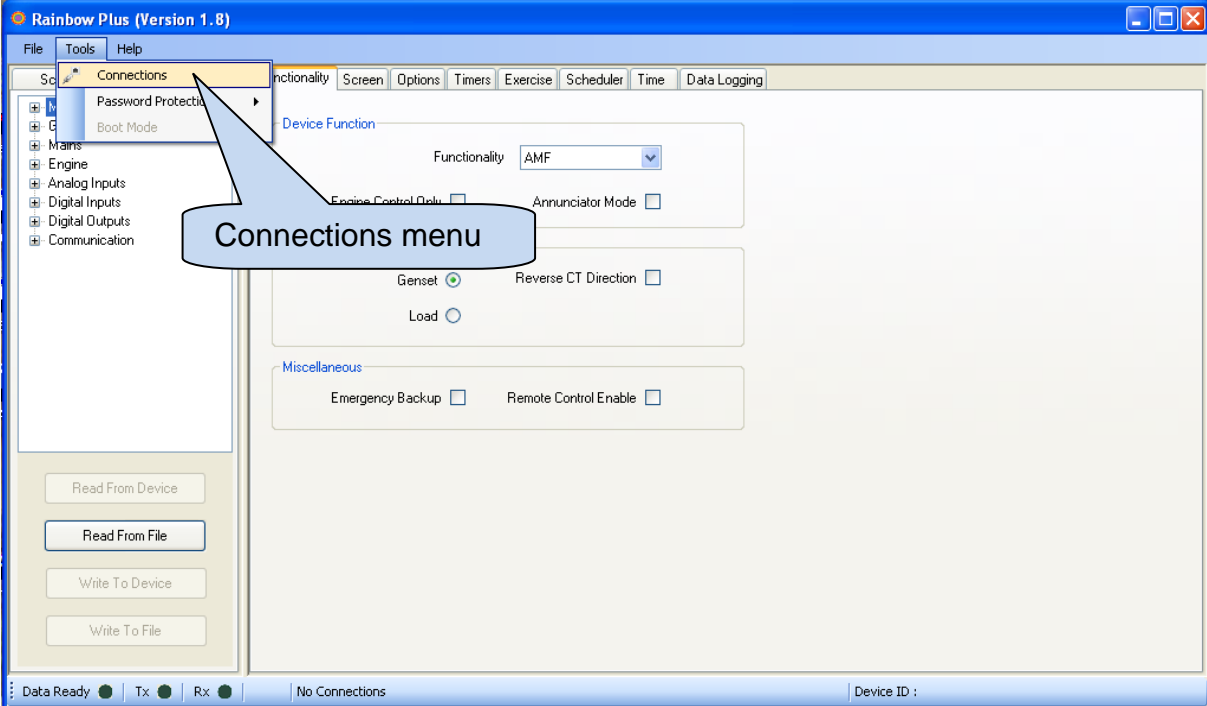 Rainbow Plus (Version 1.8)
File Tools Help
Connections
Password Protectio
Boot Mode
Sc
nctionality Screen Options Timers Exercise Scheduler Time Data Logging
Mains
Engine
Analog Inputs
Digital Inputs
Digital Outputs
Communication
Connections menu
Device Function
Functionality AMF
Engine Control Only Annunciator Mode
Genset Reverse CT Direction
Load
Miscellaneous
Emergency Backup Remote Control Enable
Read From Device
Read From File
Write To Device
Write To File
Data Ready Tx Rx No Connections Device ID :